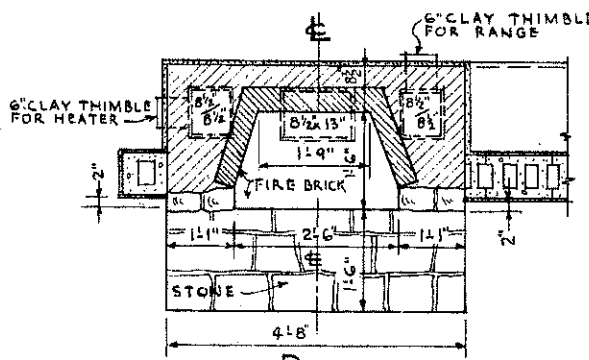 6" CLAY THIMBLE
FOR RANGE
℄
8½"
6" CLAY THIMBLE
FOR HEATER
8½"
8½"
8½" x 13"
8½"
8½
1'-9"
1'-6"
2"
FIRE BRICK
1'-1"
2'-6"
1'-1"
2"
℄
STONE
1'-6"
4'-8"